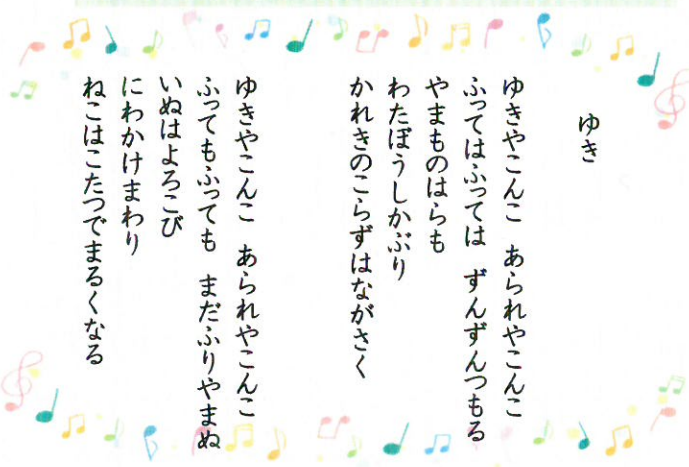 ゆき
ゆきやこんこ　あられやこんこ
ふってはふっては　ずんずんつもる
やまものはらも
わたぼうしかぶり
かれきのこらずはながさく
ゆきやこんこ　あられやこんこ
ふってもふっても　まだふりやまぬ
いぬはよろこび
にわかけまわり
ねこはこたつでまるくなる